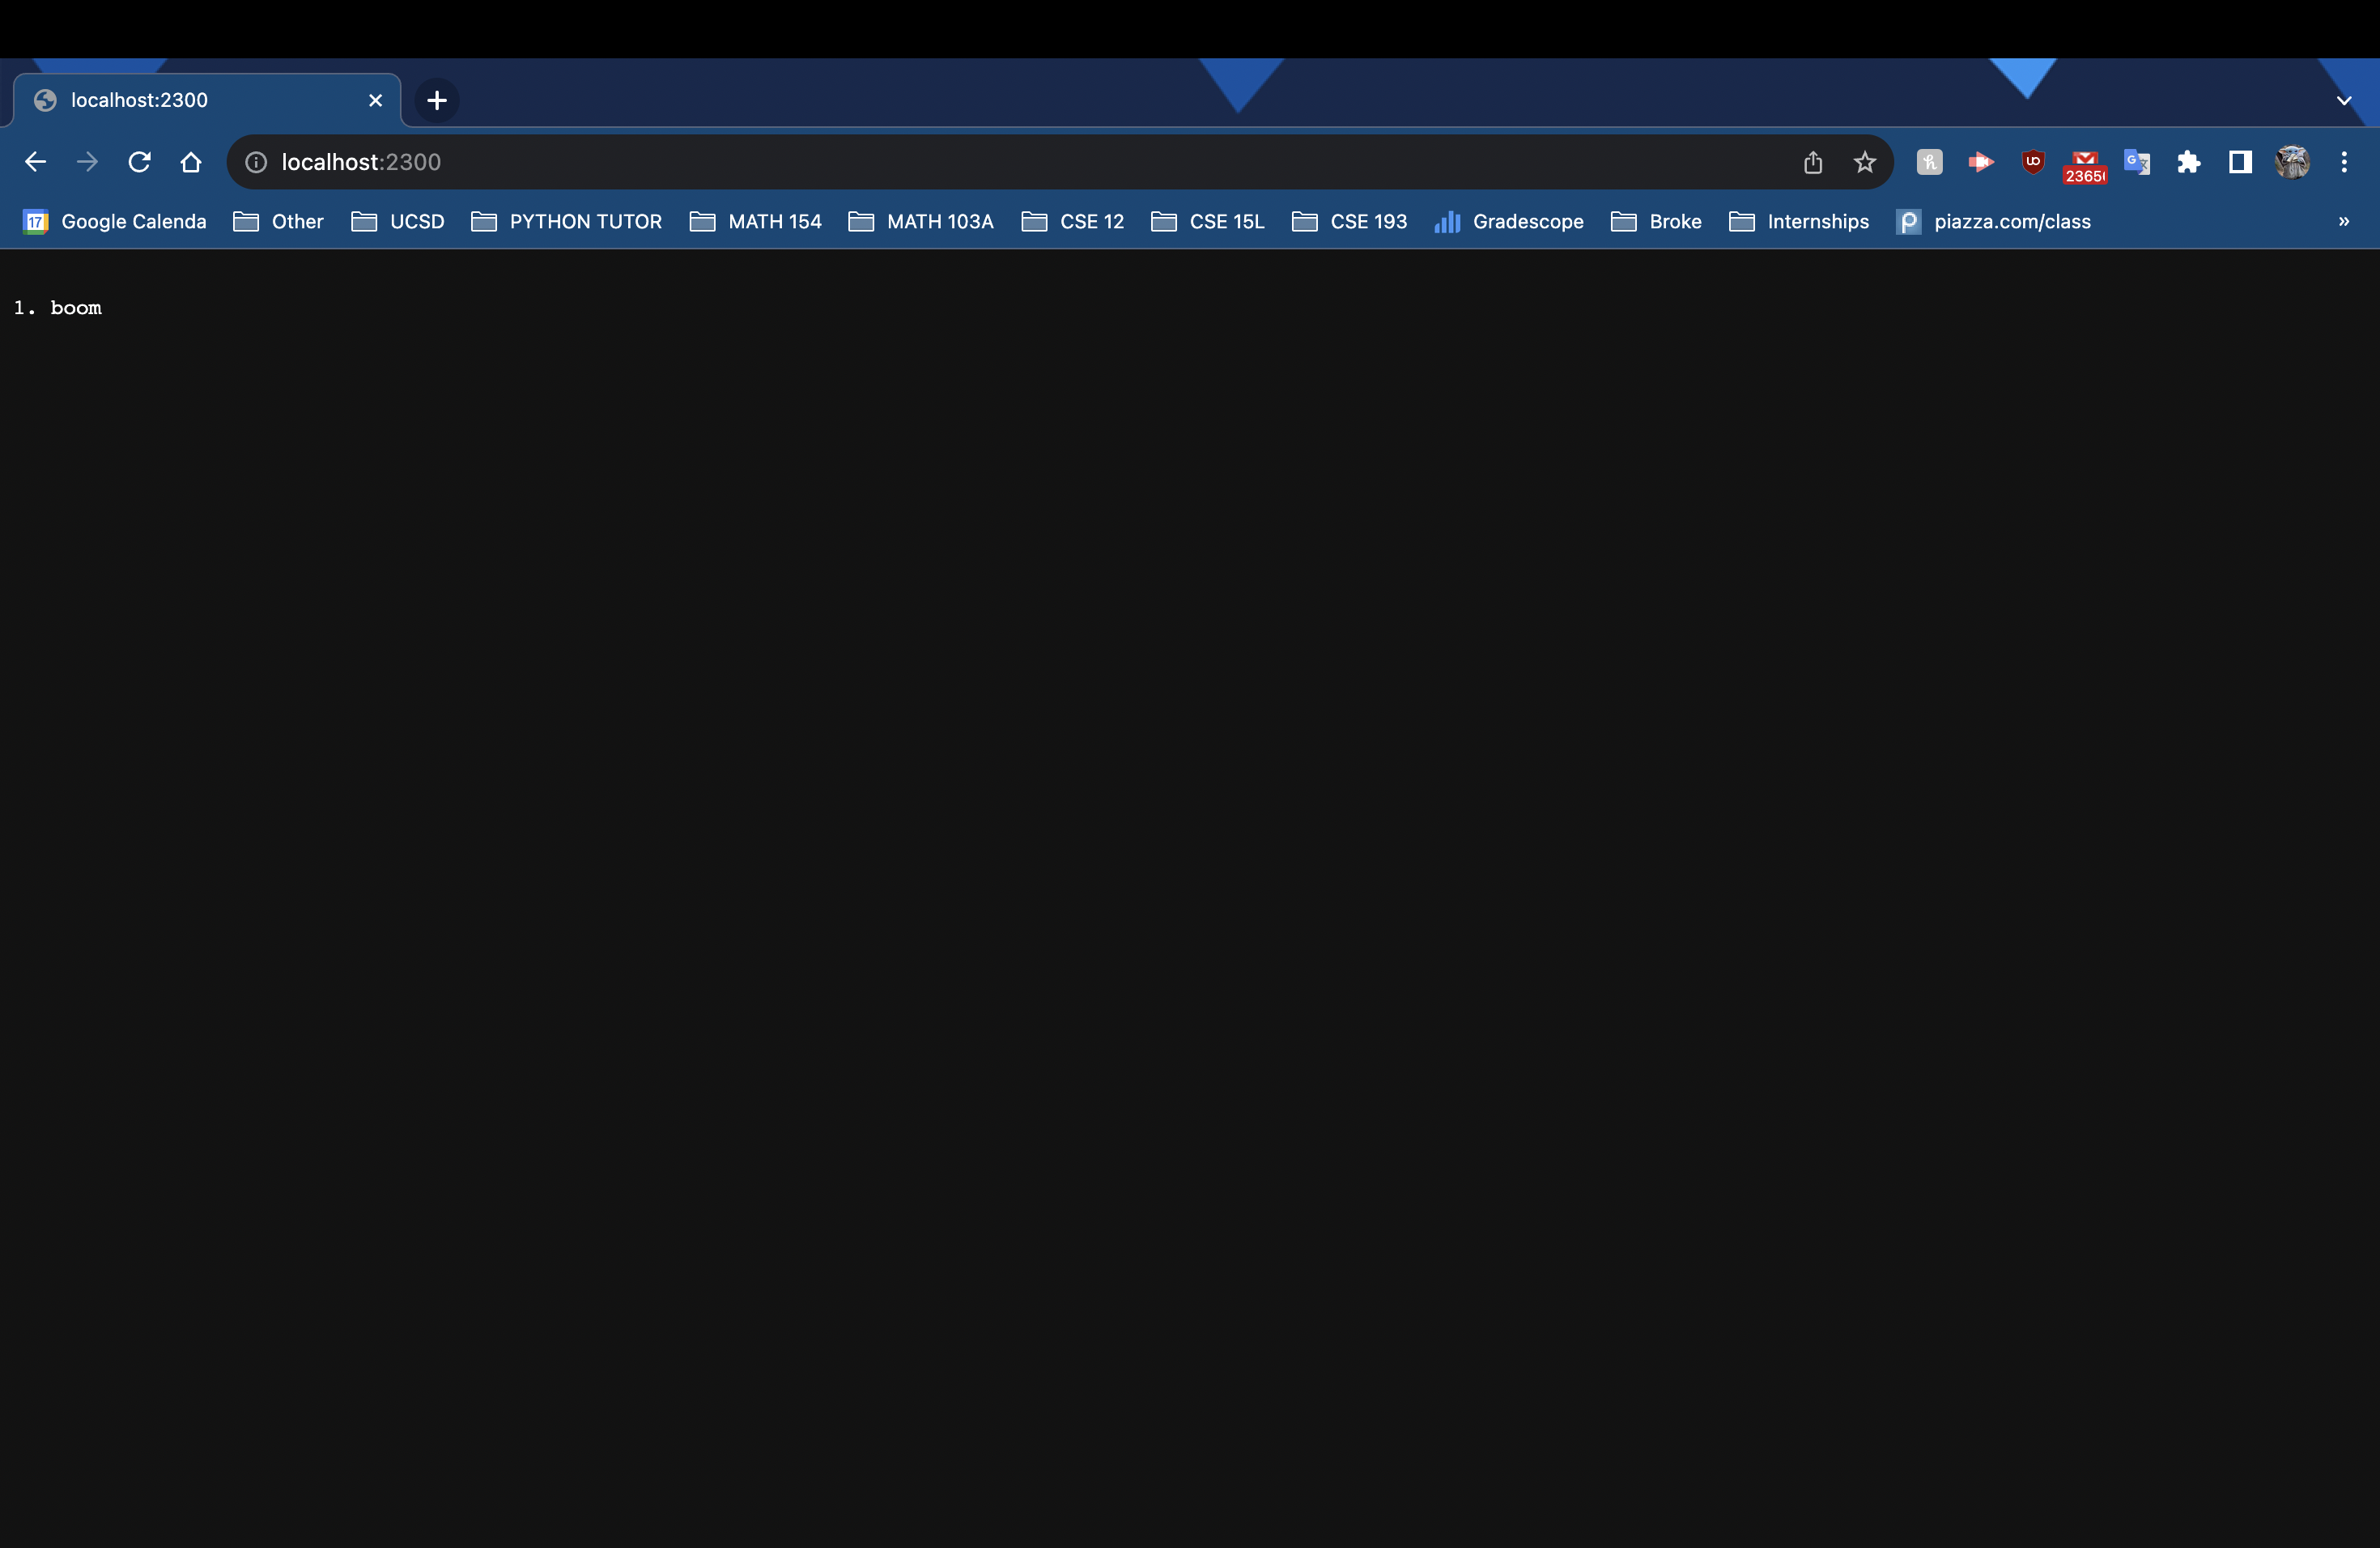 localhost:2300
localhost:2300
2365
17 Google Calenda Other UCSD PYTHON TUTOR MATH 154 MATH 103A CSE 12 CSE 15L CSE 193 Gradescope Broke Internships piazza.com/class »
1. boom